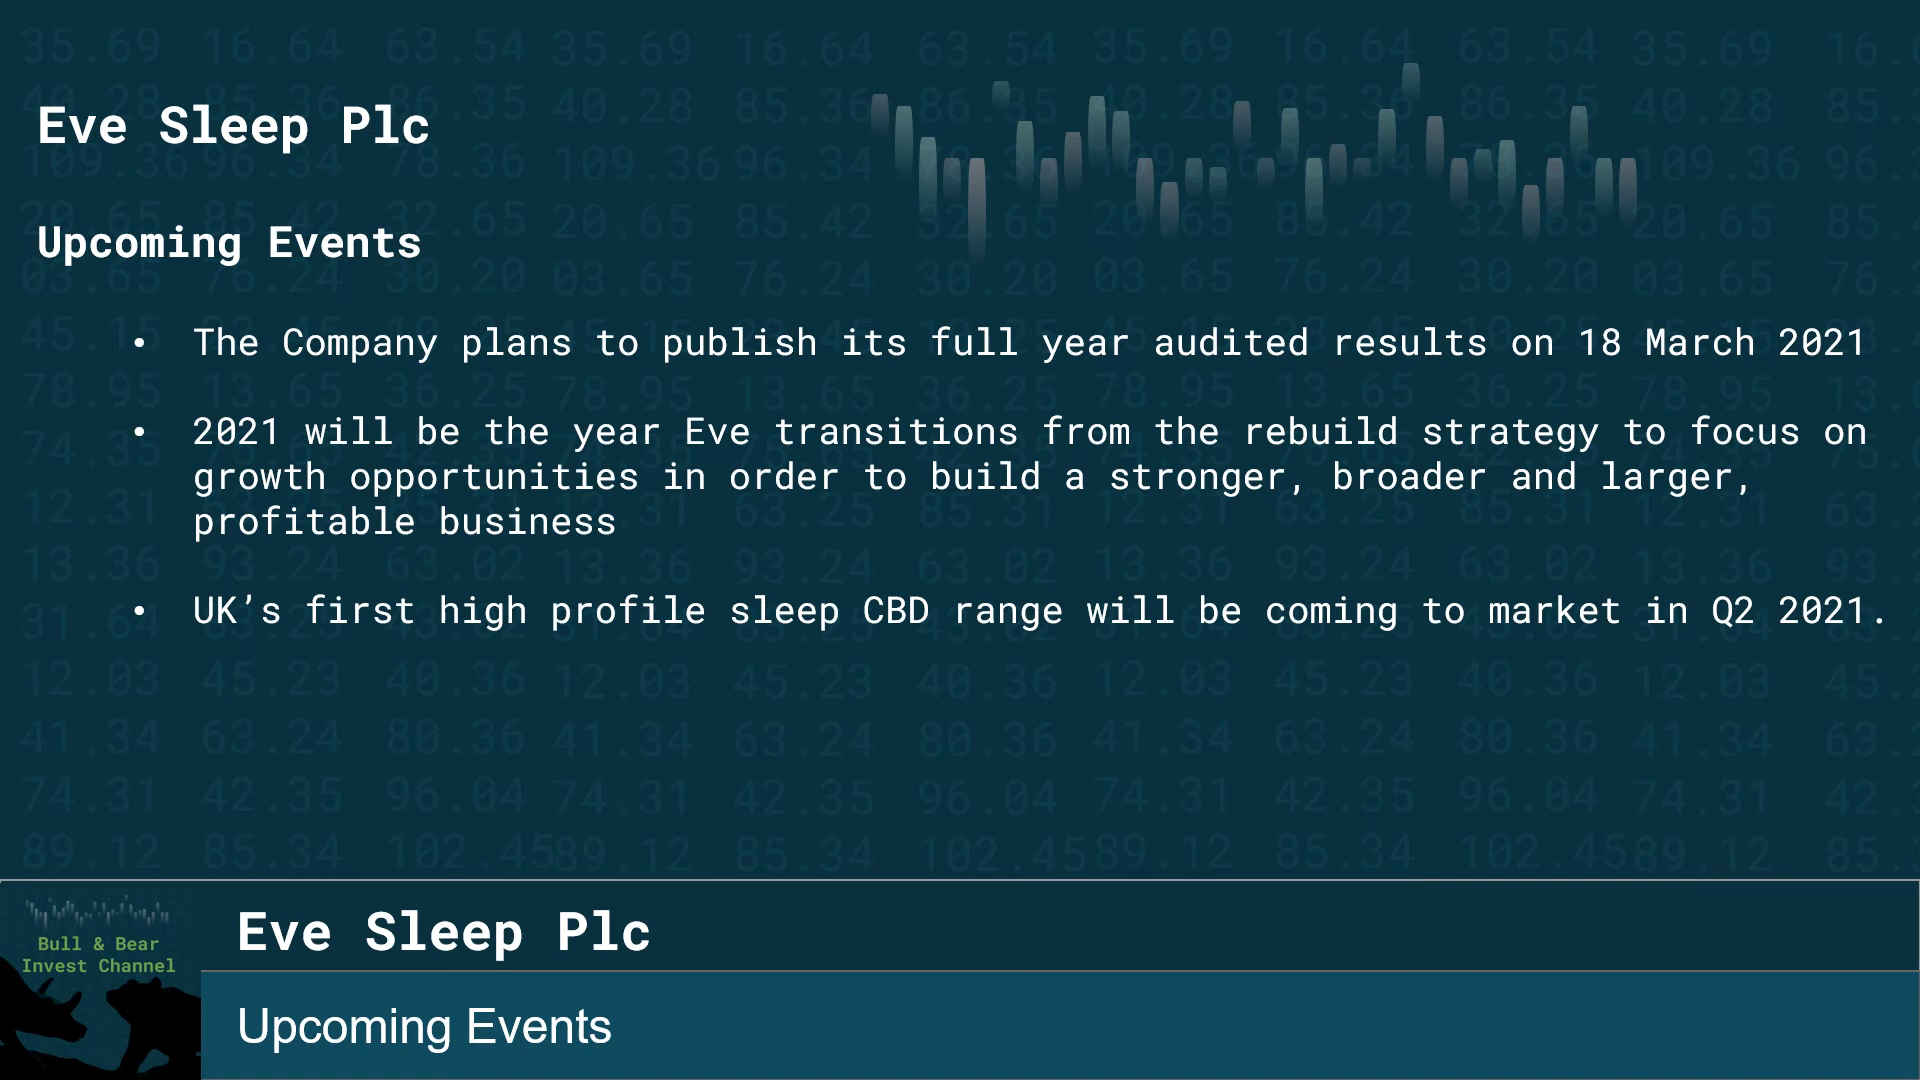 Eve Sleep Plc
Upcoming Events
• The Company plans to publish its full year audited results on 18 March 2021
• 2021 will be the year Eve transitions from the rebuild strategy to focus on
growth opportunities in order to build a stronger, broader and larger,
profitable business
• UK’s first high profile sleep CBD range will be coming to market in Q2 2021.
Bull & Bear
Invest Channel
Eve Sleep Plc
Upcoming Events